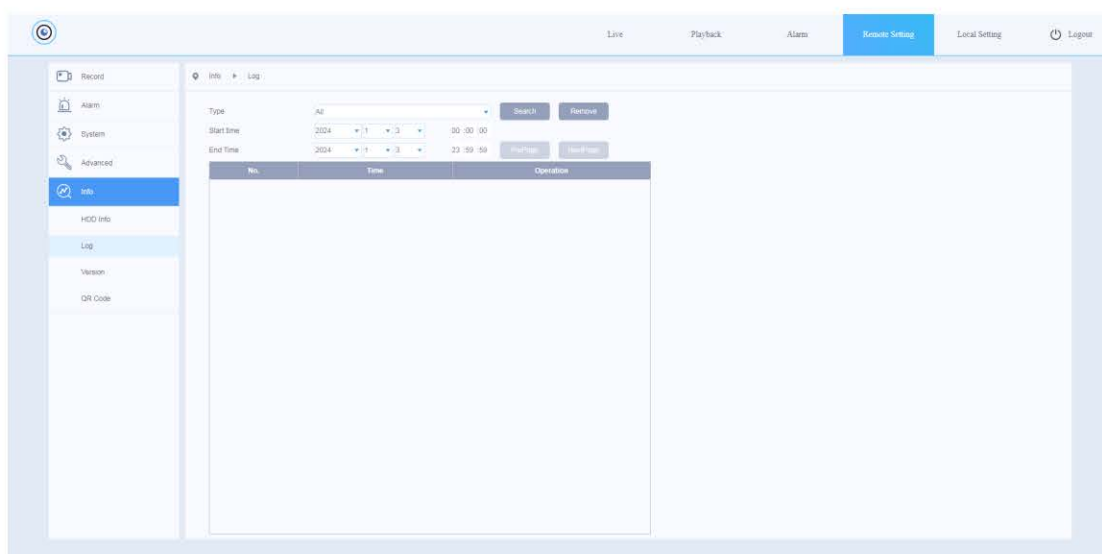 Live Playback Alarm Remote Setting Local Setting Logout
Record
Info Log
Alarm
Type All Search Remove
System
Start time 2024 1 3 00 :00 :00
End Time 2024 1 3 23 :59 :59 PrePage NextPage
Advanced
No. Time Operation
Info
HDD Info
Log
Version
QR Code